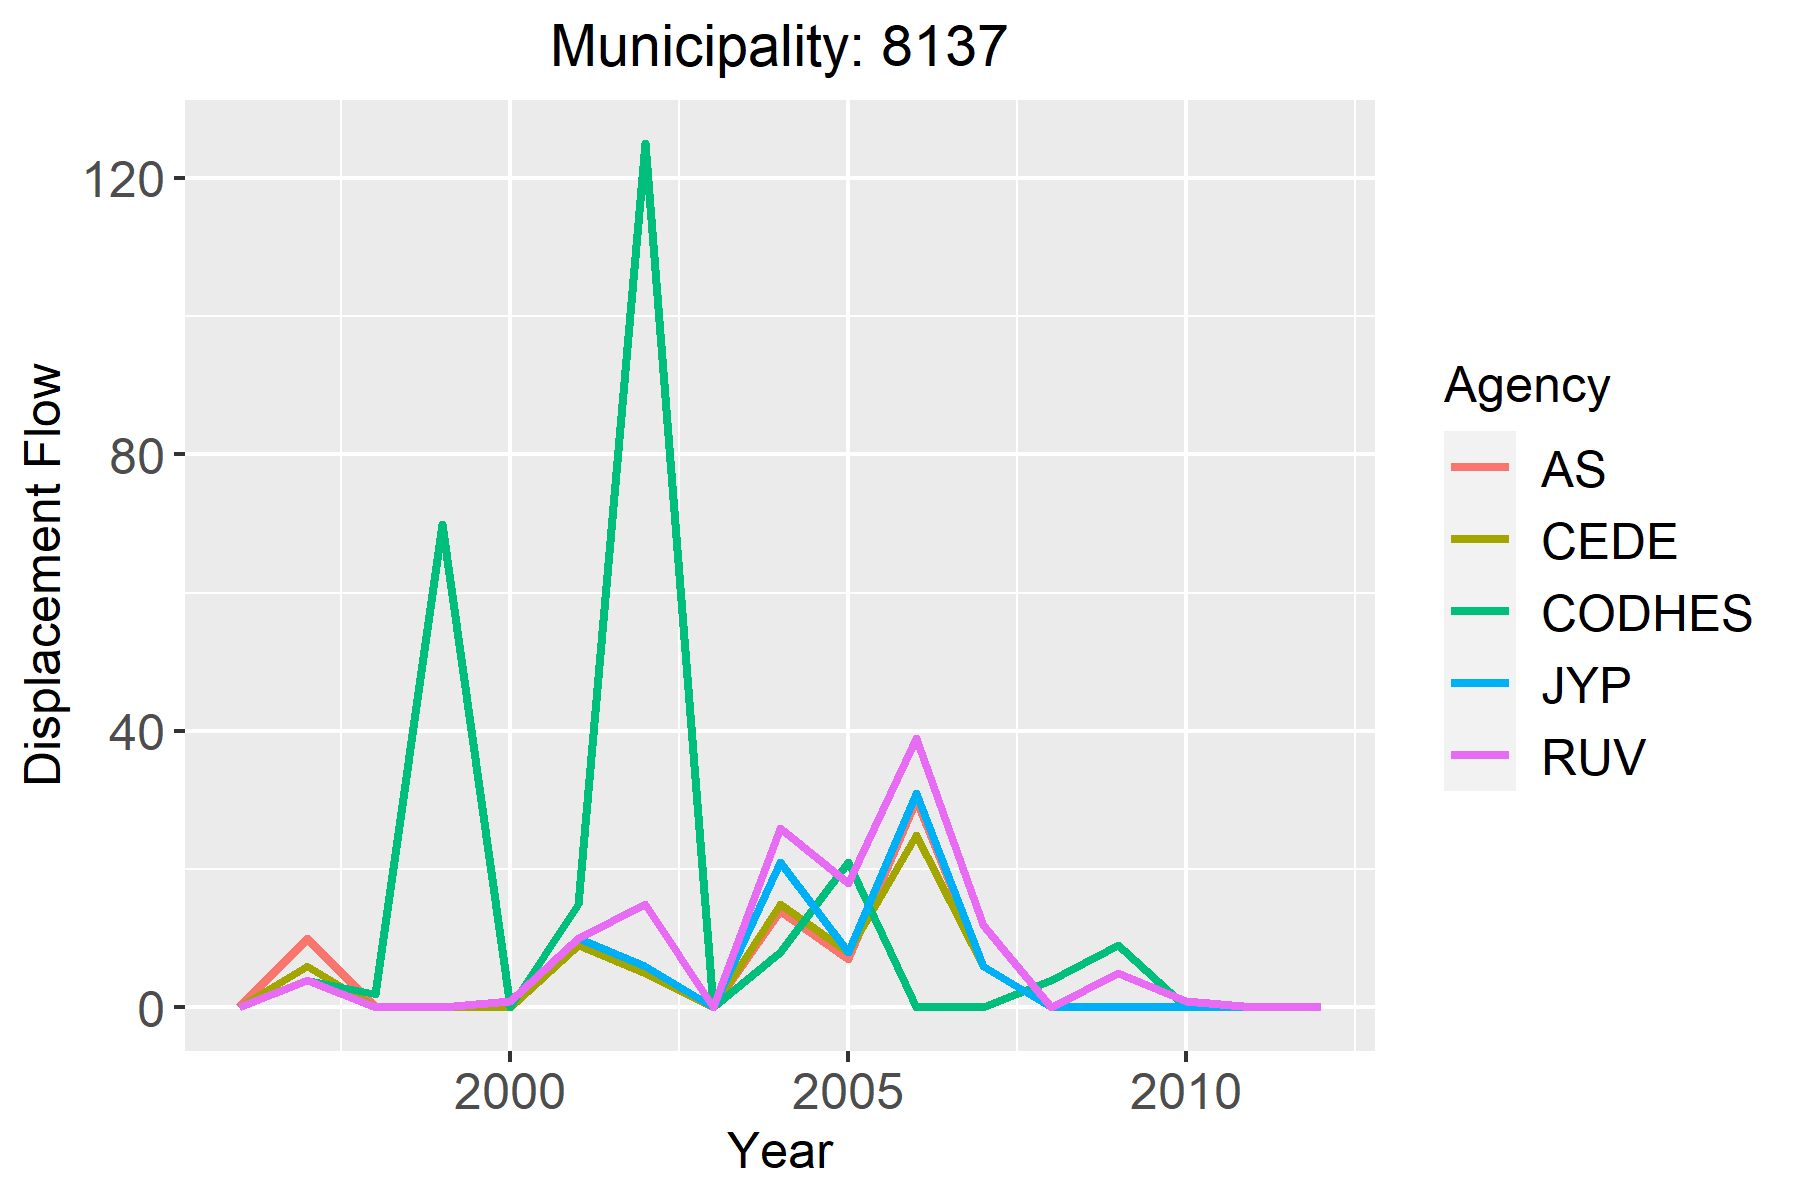 Municipality: 8137
120
80
40
0
Displacement Flow
2000
2005
2010
Year
Agency
AS
CEDE
CODHES
JYP
RUV